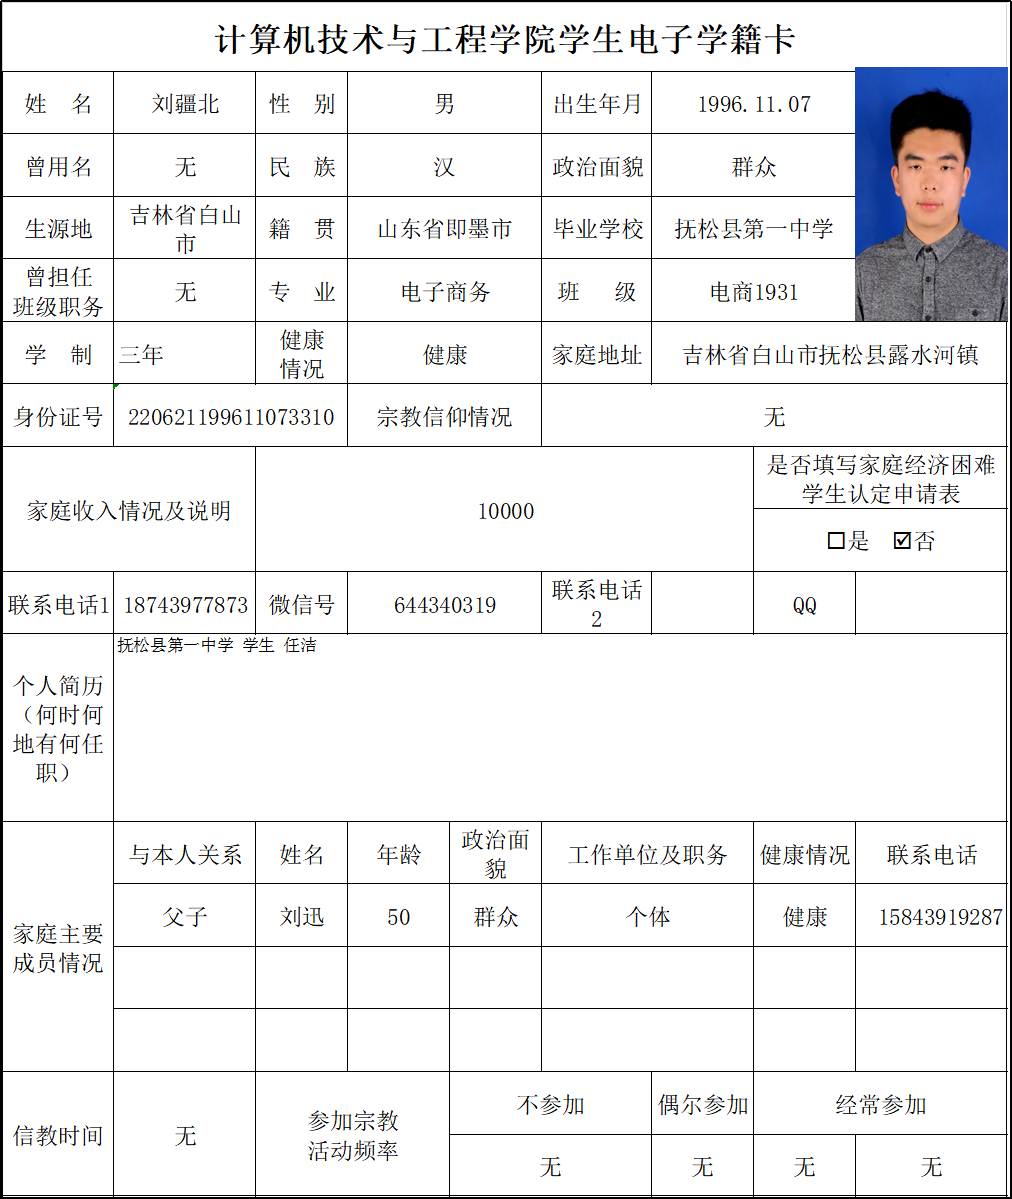 计算机技术与工程学院学生电子学籍卡
姓 名 刘疆北 性 别 男 出生年月 1996.11.07
曾用名 无 民 族 汉 政治面貌 群众
生源地 吉林省白山
市 籍 贯 山东省即墨市 毕业学校 抚松县第一中学
曾担任
班级职务 无 专 业 电子商务 班 级 电商1931
学 制 三年 健康
情况 健康 家庭地址 吉林省白山市抚松县露水河镇
身份证号 220621199611073310 宗教信仰情况 无
家庭收入情况及说明 10000 是否填写家庭经济困难
学生认定申请表
☐是 ☑否
联系电话1 18743977873 微信号 644340319 联系电话
2 QQ
个人简历
（何时何
地有何任
职）
抚松县第一中学 学生 任洁
家庭主要
成员情况
与本人关系 姓名 年龄 政治面
貌 工作单位及职务 健康情况 联系电话
父子 刘迅 50 群众 个体 健康 15843919287
信教时间 无 参加宗教
活动频率
不参加 偶尔参加 经常参加
无 无 无 无